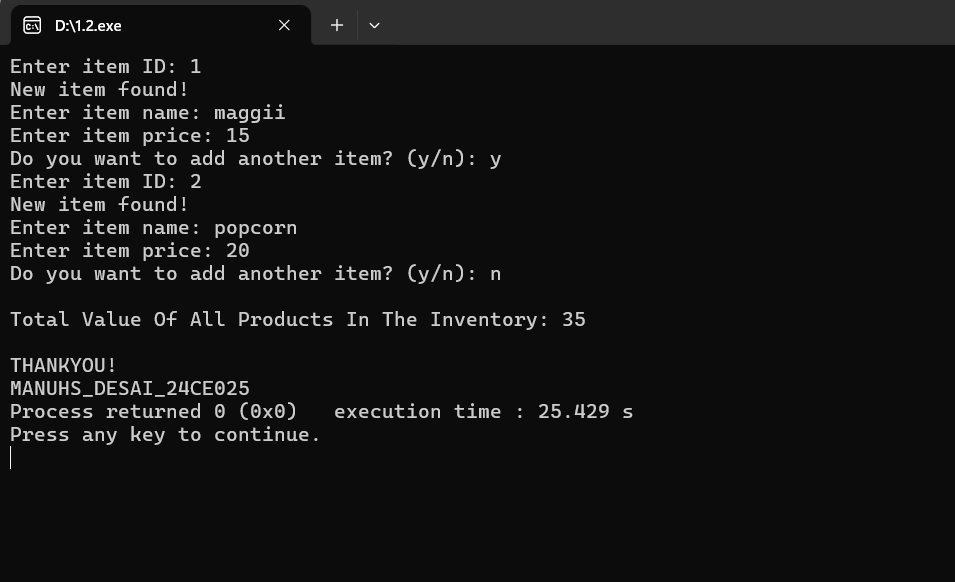 D:\1.2.exe
Enter item ID: 1
New item found!
Enter item name: maggii
Enter item price: 15
Do you want to add another item? (y/n): y
Enter item ID: 2
New item found!
Enter item name: popcorn
Enter item price: 20
Do you want to add another item? (y/n): n
Total Value Of All Products In The Inventory: 35
THANKYOU!
MANUHS_DESAI_24CE025
Process returned 0 (0x0)   execution time : 25.429 s
Press any key to continue.